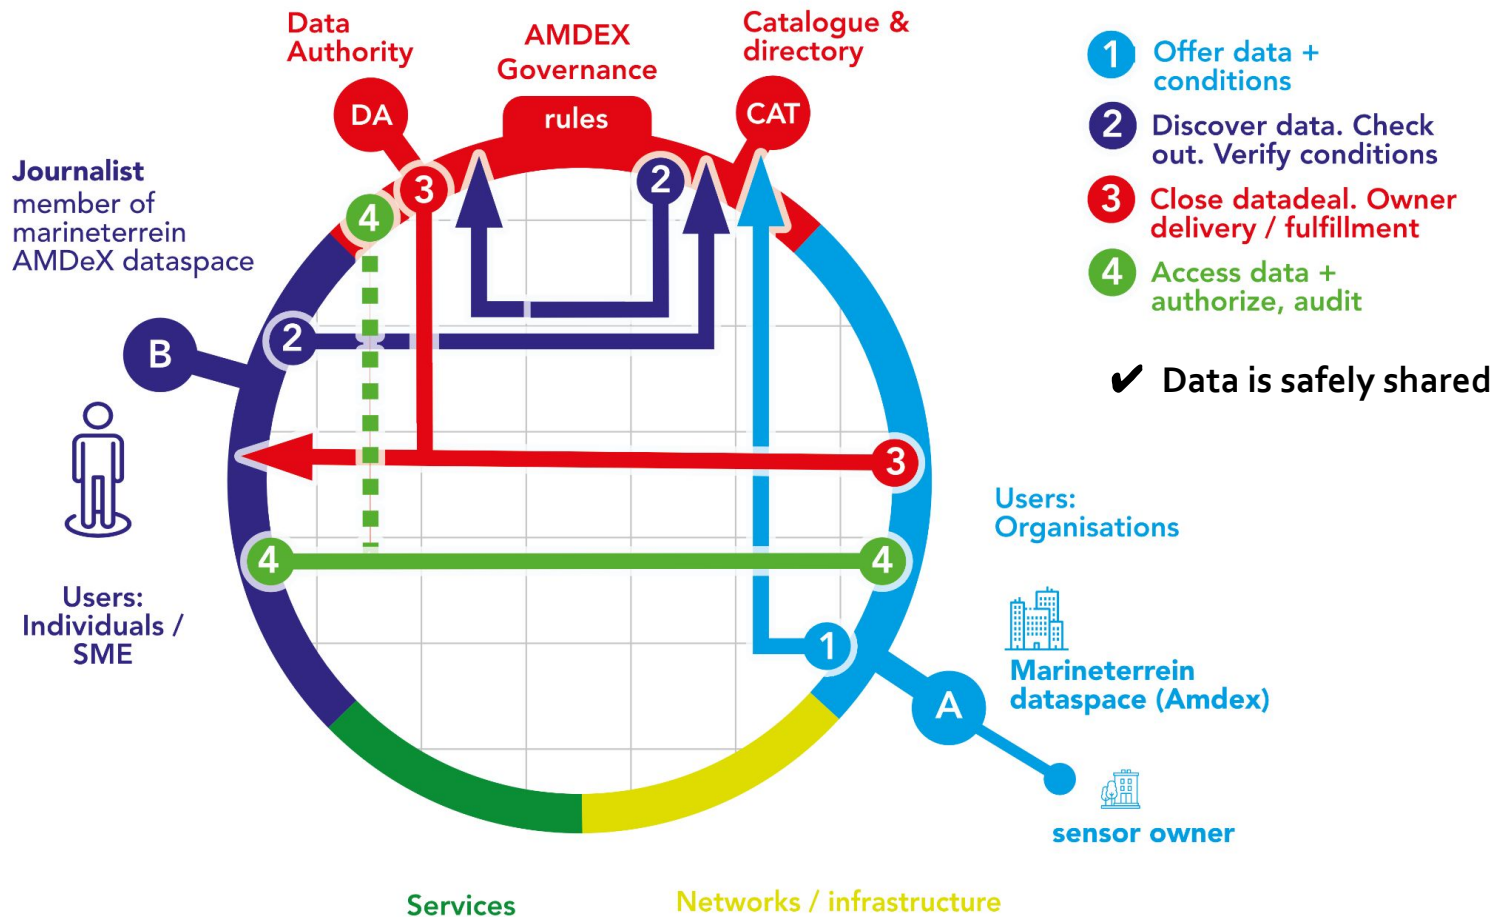 Data
Authority
AMDEX
Governance
Catalogue &
directory
rules
DA
CAT
1 Offer data +
conditions
2 Discover data. Check
out. Verify conditions
3 Close datadeal. Owner
delivery / fulfillment
4 Access data +
authorize, audit
✔ Data is safely shared
Journalist
member of
marineterrein
AMDeX dataspace
B
2
4
3
2
3
4
4
1
Users:
Individuals /
SME
Users:
Organisations
Marineterrein
dataspace (Amdex)
A
sensor owner
Services
Networks / infrastructure